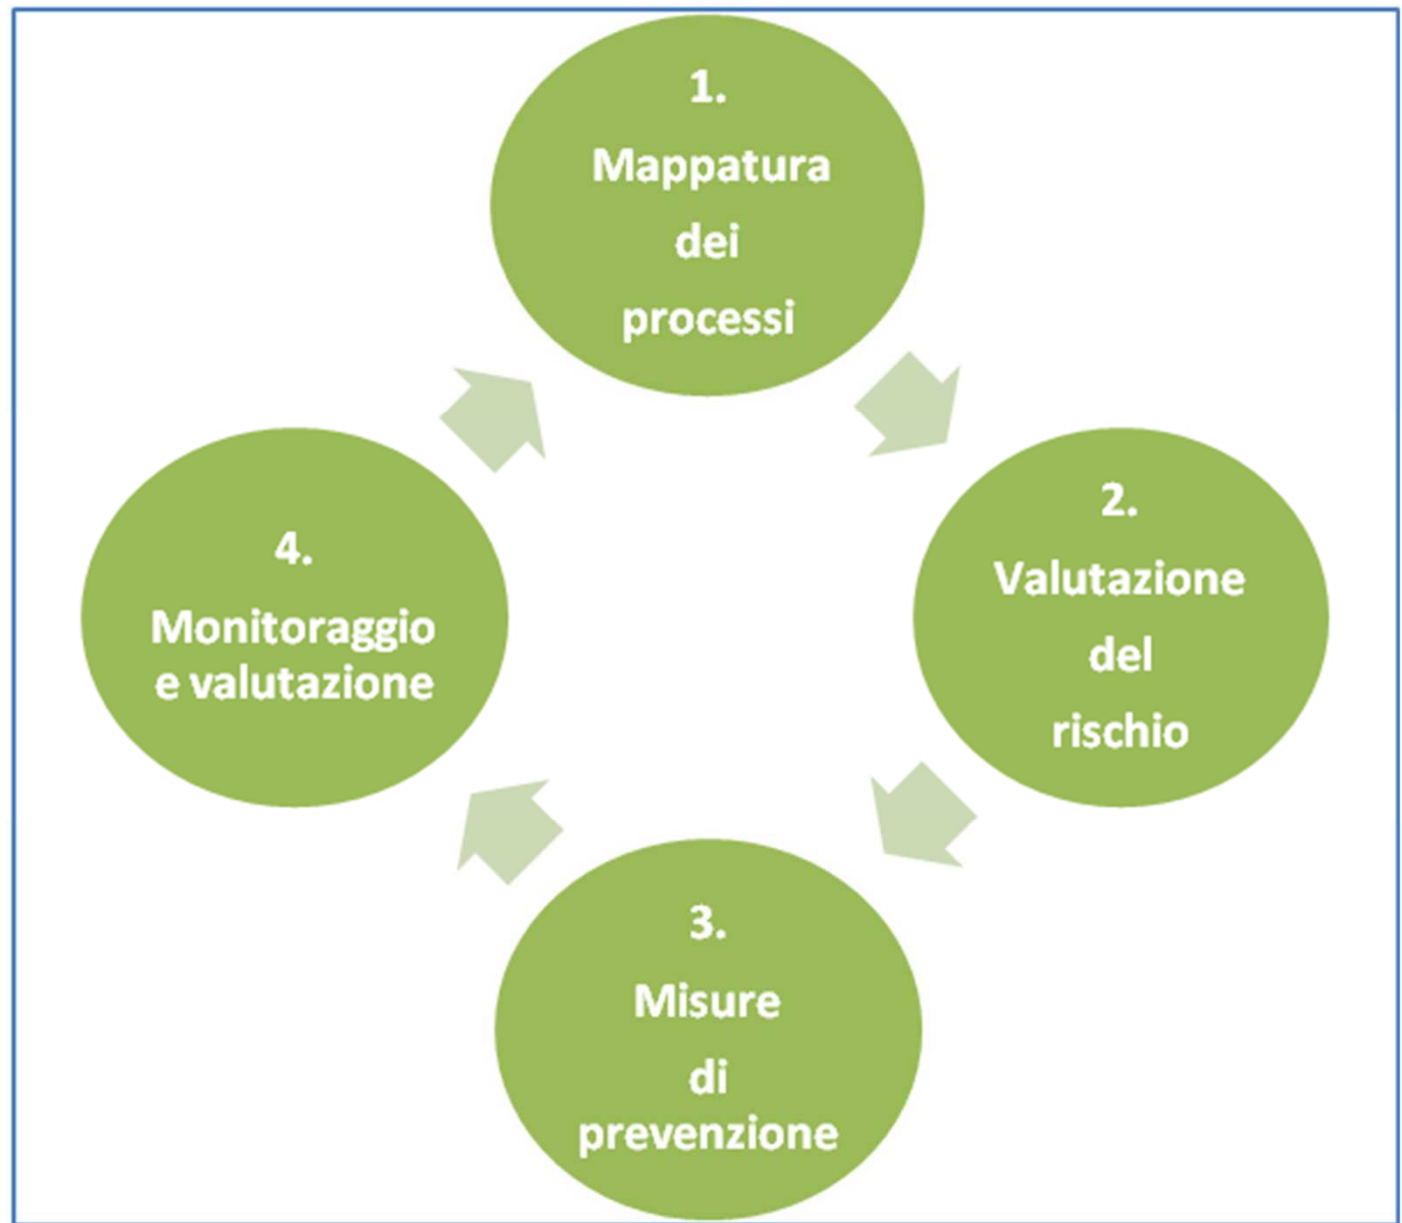 1.
Mappatura
dei
processi
2.
Valutazione
del
rischio
3.
Misure
di
prevenzione
4.
Monitoraggio
e valutazione